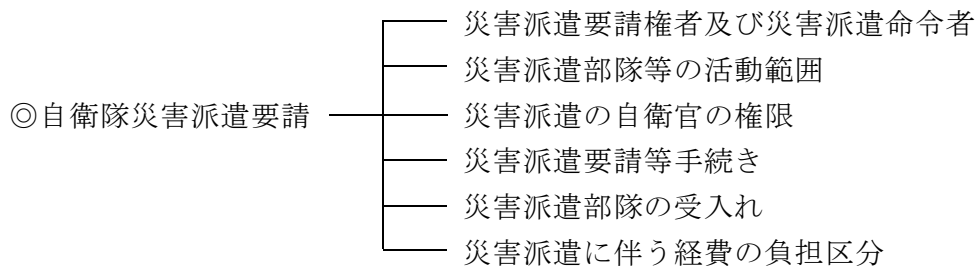 災害派遣要請権者及び災害派遣命令者
災害派遣部隊等の活動範囲
◎自衛隊災害派遣要請
災害派遣の自衛官の権限
災害派遣要請等手続き
災害派遣部隊の受入れ
災害派遣に伴う経費の負担区分